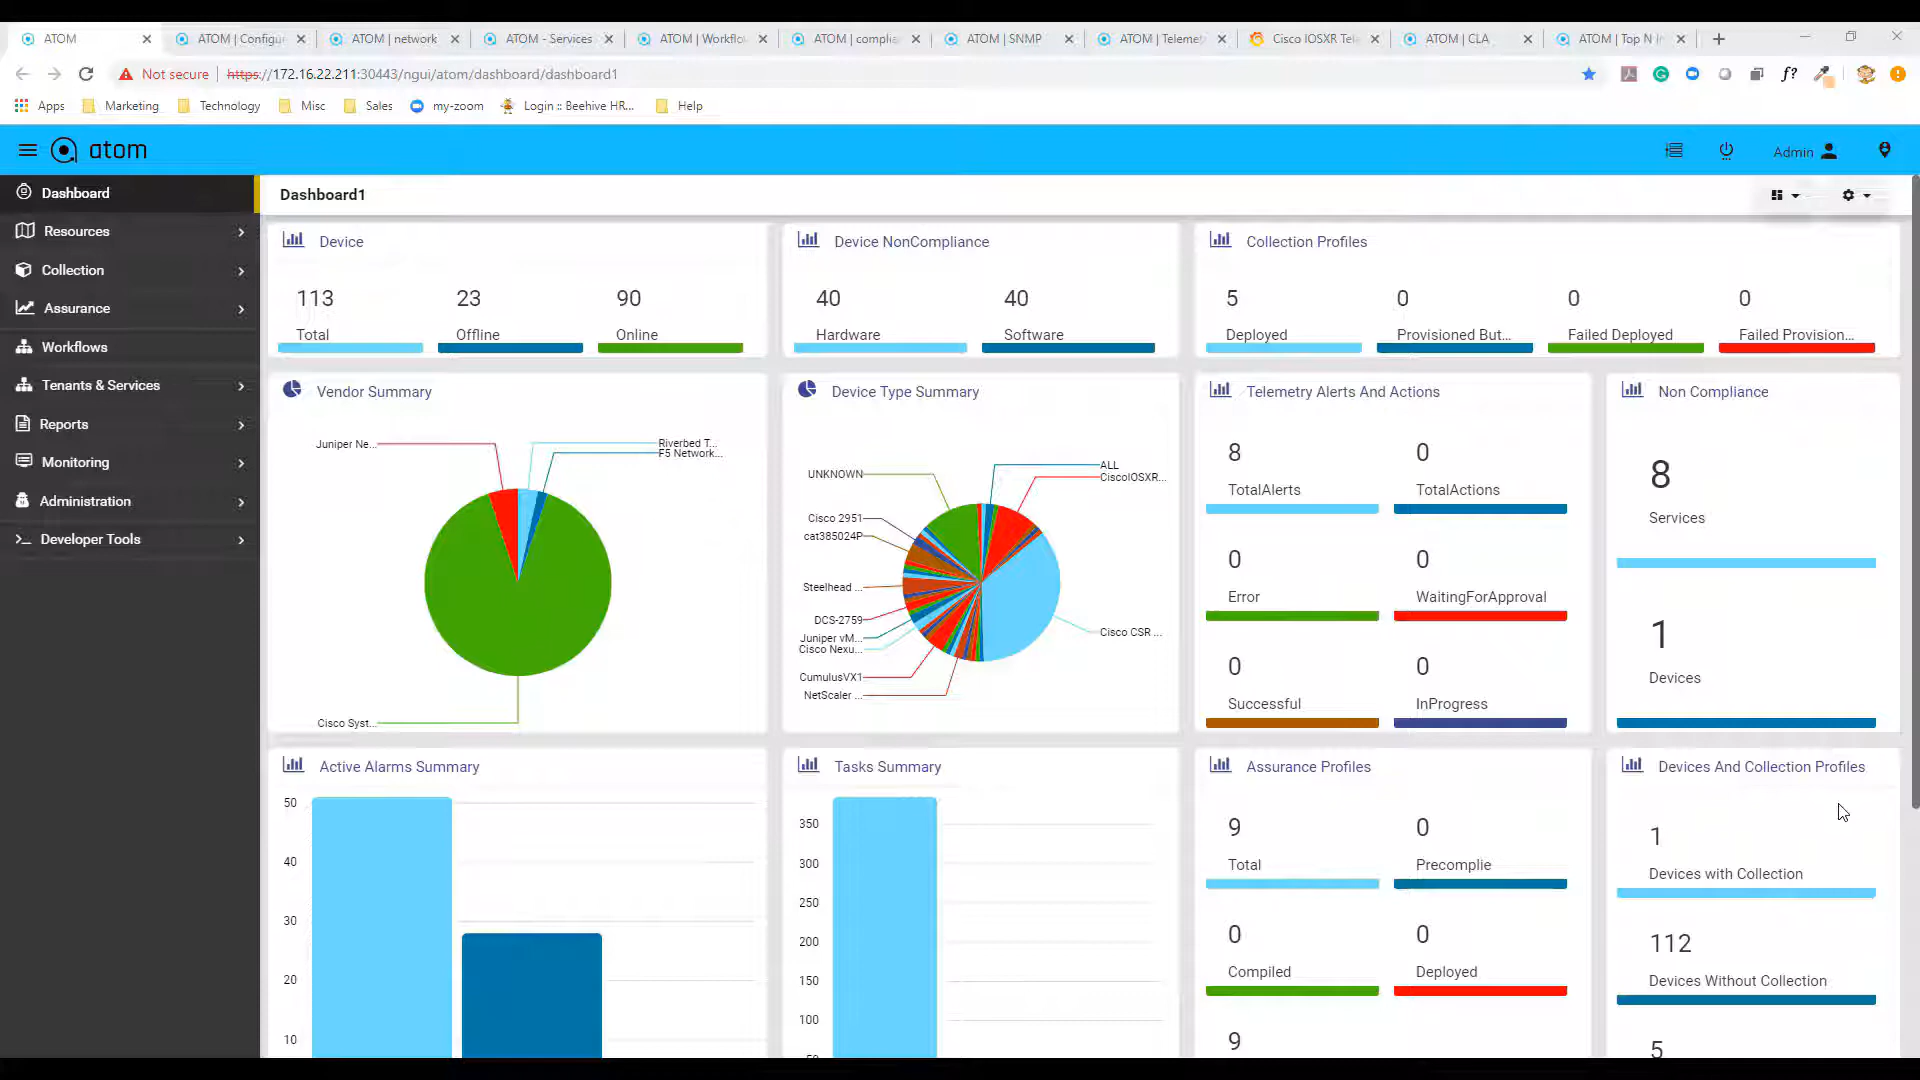 ATOM
ATOM | Configu
ATOM | network
ATOM - Services
ATOM | Workflo
ATOM | complia
ATOM | SNMP
ATOM | Telemet
Cisco IOSXR Tele
ATOM | CLA
ATOM | Top N In
Not secure
https://172.16.22.211:30443/ngui/atom/dashboard/dashboard1
f?
Apps
Marketing
Technology
Misc
Sales
my-zoom
Login :: Beehive HR...
Help
atom
Admin
Dashboard
Resources
Collection
Assurance
Workflows
Tenants & Services
Reports
Monitoring
Administration
Developer Tools
Dashboard1
Device
113
23
90
Total
Offline
Online
Device NonCompliance
40
40
Hardware
Software
Collection Profiles
5
0
0
0
Deployed
Provisioned But...
Failed Deployed
Failed Provision...
Vendor Summary
Juniper Ne...
Riverbed T...
F5 Network...
Cisco Syst...
Device Type Summary
UNKNOWN
ALL
CiscoIOSXR...
Cisco 2951
cat385024P
Steelhead ...
DCS-2759
Juniper vM...
Cisco Nexu...
Cisco CSR ...
CumulusVX1
NetScaler ...
Telemetry Alerts And Actions
8
0
TotalAlerts
TotalActions
0
0
Error
WaitingForApproval
0
0
Successful
InProgress
Non Compliance
8
Services
1
Devices
Active Alarms Summary
50
40
30
20
10
Tasks Summary
350
300
250
200
150
100
50
Assurance Profiles
9
0
Total
Precomplie
0
0
Compiled
Deployed
9
Devices And Collection Profiles
1
Devices with Collection
112
Devices Without Collection
5